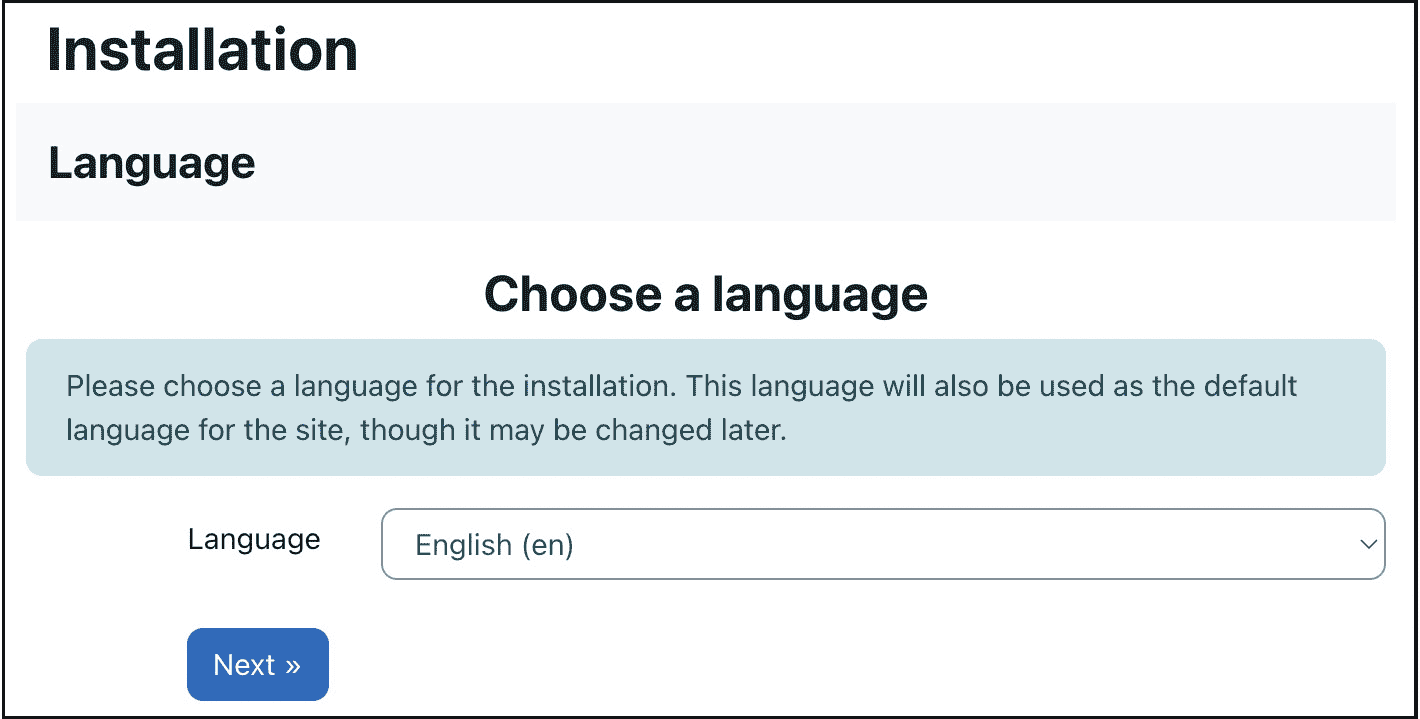 Installation
Language
Choose a language
Please choose a language for the installation. This language will also be used as the default
language for the site, though it may be changed later.
Language
English (en)
Next »